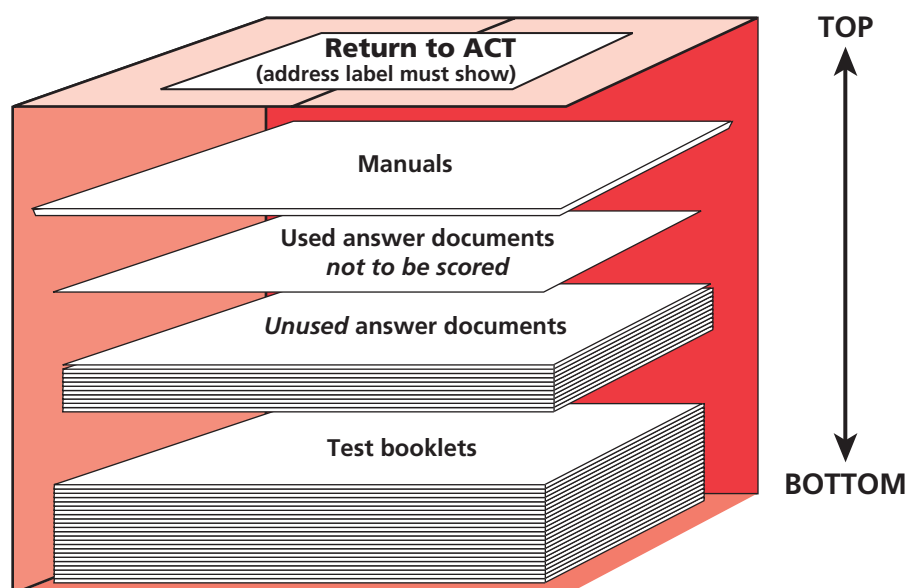 Return to ACT
(address label must show)
TOP
Manuals
Used answer documents
not to be scored
Unused answer documents
Test booklets
BOTTOM